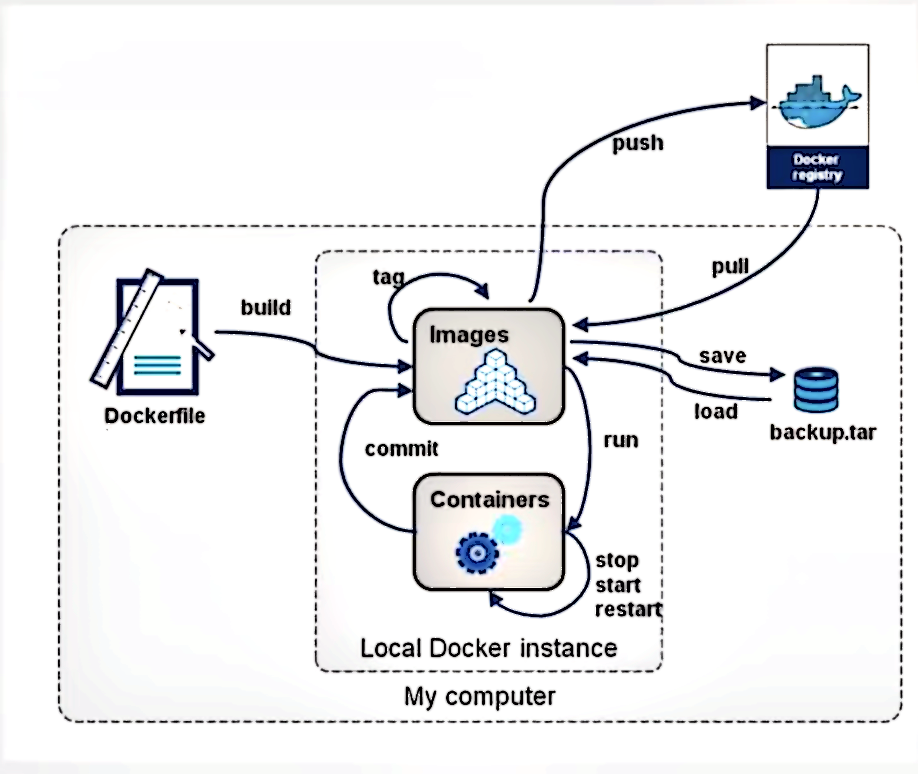 push
Docker
registry
pull
tag
build
Images
save
load
backup.tar
Dockerfile
commit
run
Containers
stop
start
restart
Local Docker instance
My computer